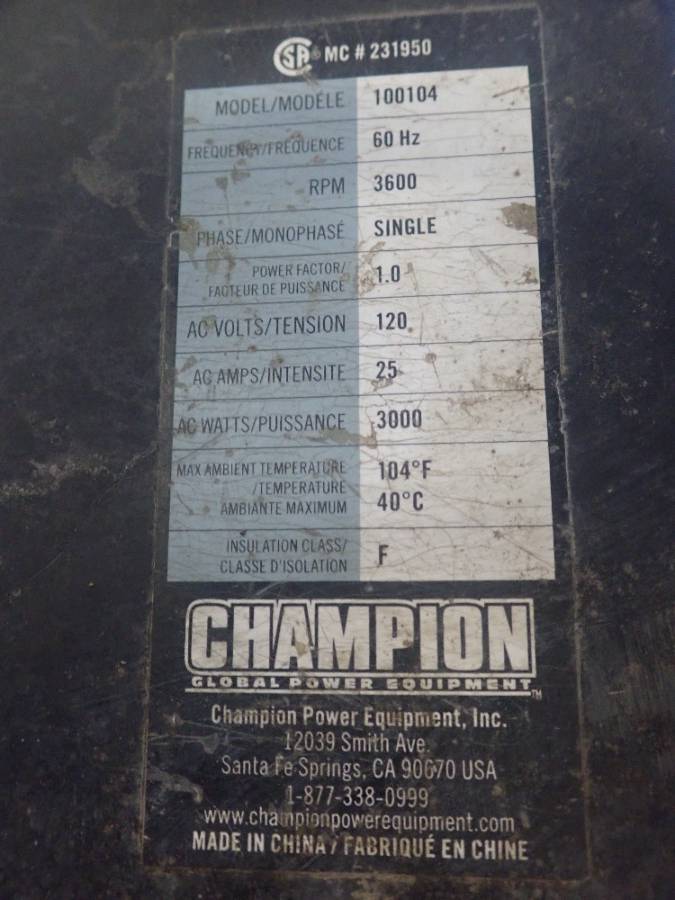 CSA® MC # 231950
MODEL/MODÈLE 100104
FREQUENCY/FRÉQUENCE 60 Hz
RPM 3600
PHASE/MONOPHASÉ SINGLE
POWER FACTOR/
FACTEUR DE PUISSANCE 1.0
AC VOLTS/TENSION 120
AC AMPS/INTENSITE 25
AC WATTS/PUISSANCE 3000
MAX AMBIENT TEMPERATURE 104°F
/TEMPERATURE
AMBIANTE MAXIMUM 40°C
INSULATION CLASS/
CLASSE D'ISOLATION F
CHAMPION
GLOBAL POWER EQUIPMENT™
Champion Power Equipment, Inc.
12039 Smith Ave.
Santa Fe Springs, CA 90670 USA
1-877-338-0999
www.championpowerequipment.com
MADE IN CHINA / FABRIQUÉ EN CHINE